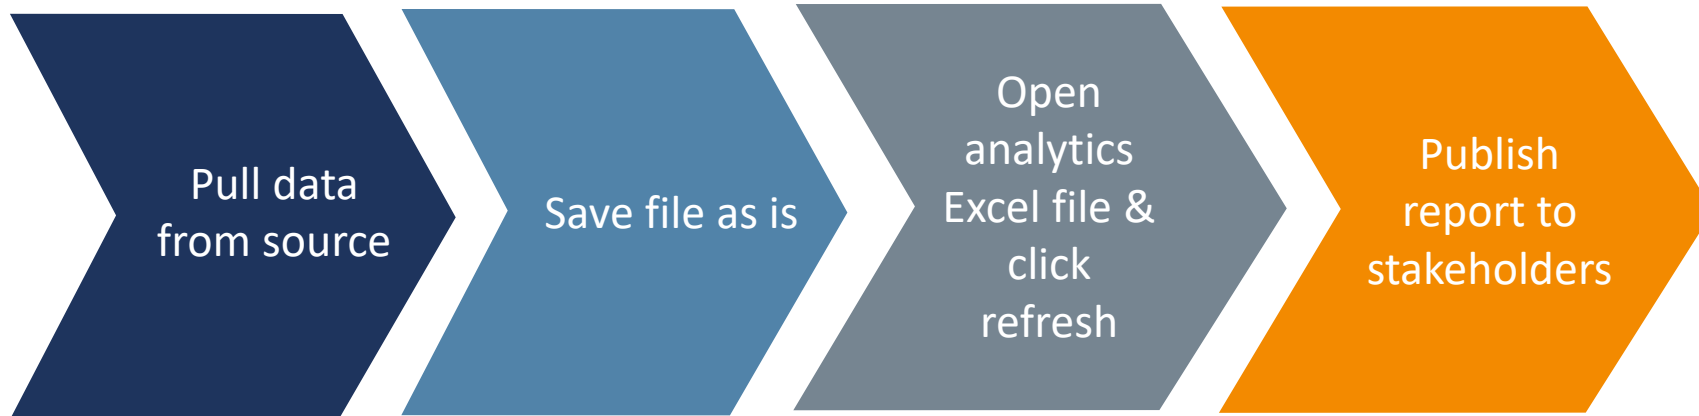 Pull data
from source
Save file as is
Open
analytics
Excel file &
click
refresh
Publish
report to
stakeholders